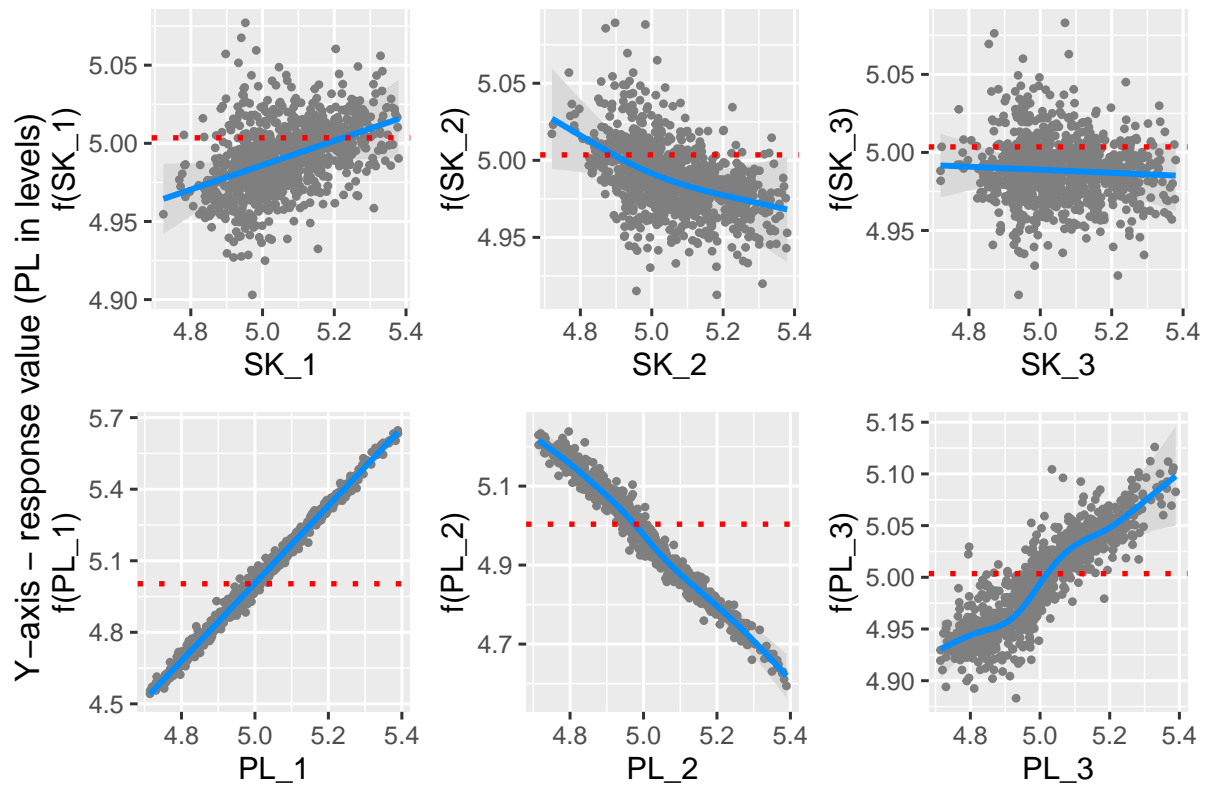 Y−axis − response value (PL in levels)
f(SK_1)
5.05
5.00
4.95
4.90
4.8 5.0 5.2 5.4
SK_1
f(SK_2)
5.05
5.00
4.95
4.8 5.0 5.2 5.4
SK_2
f(SK_3)
5.05
5.00
4.95
4.8 5.0 5.2 5.4
SK_3
f(PL_1)
5.7
5.4
5.1
4.8
4.5
4.8 5.0 5.2 5.4
PL_1
f(PL_2)
5.1
4.9
4.7
4.8 5.0 5.2 5.4
PL_2
f(PL_3)
5.15
5.10
5.05
5.00
4.95
4.90
4.8 5.0 5.2 5.4
PL_3